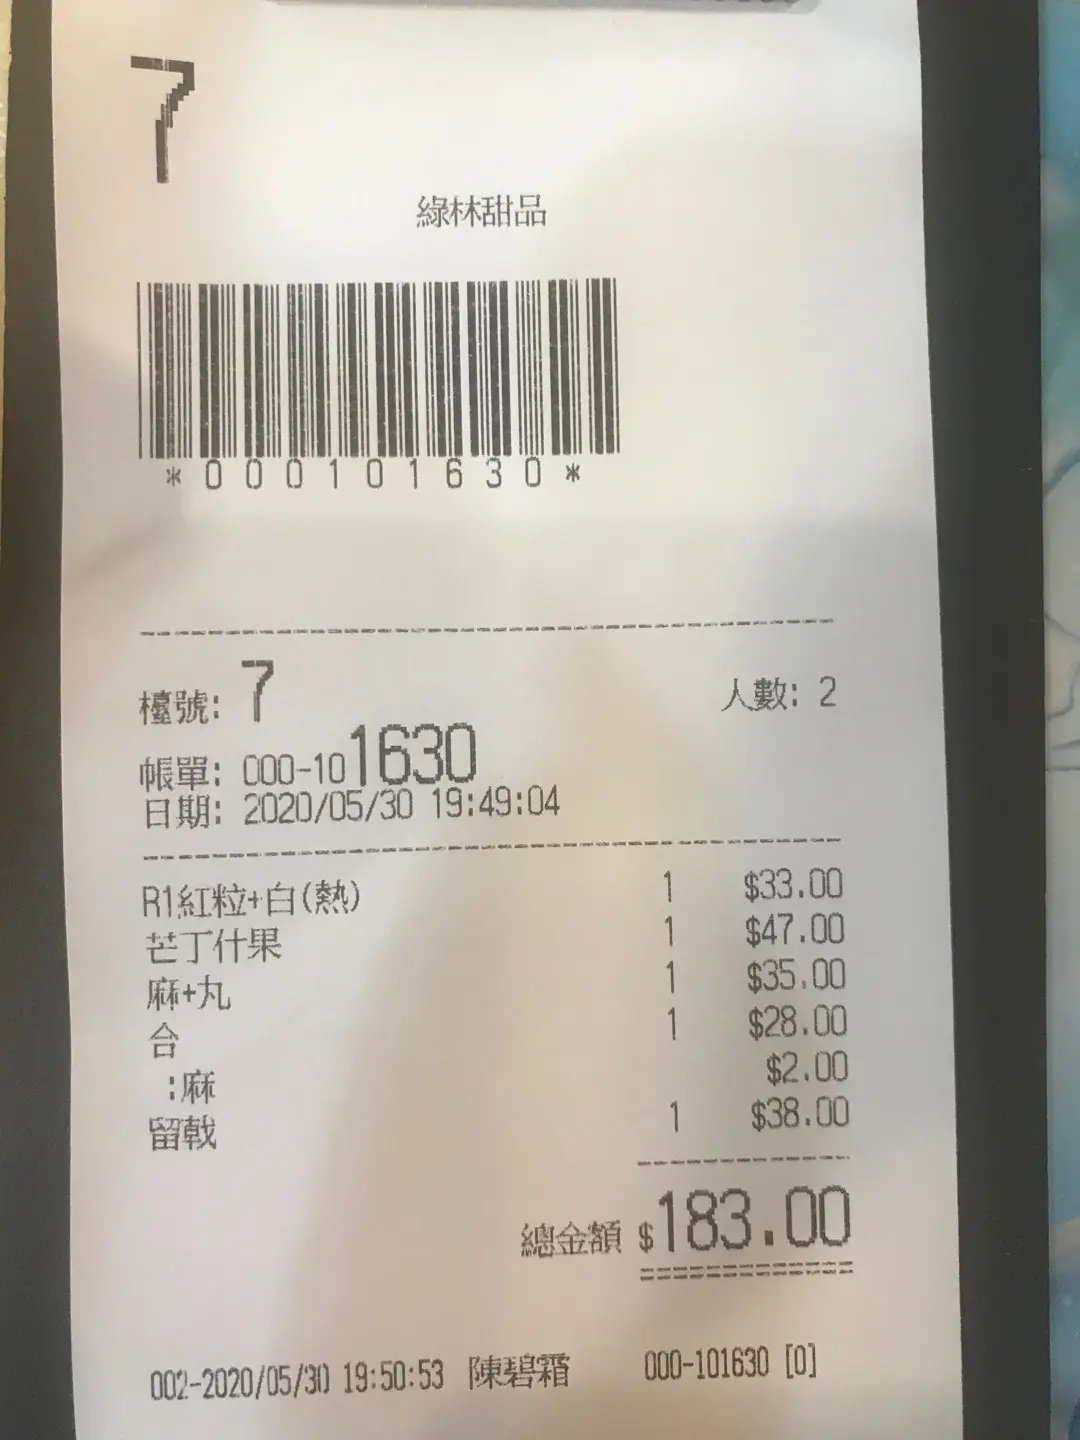 7
綠林甜品
*000101630*
檯號: 7 人數: 2
帳單: 000-101630
日期: 2020/05/30 19:49:04
R1紅粒+白(熱) 1 $33.00
芒丁什果 1 $47.00
麻+丸 1 $35.00
合 1 $28.00
:麻 $2.00
留戟 1 $38.00
總金額 $183.00
002-2020/05/30 19:50:53 陳碧霜 000-101630 [0]